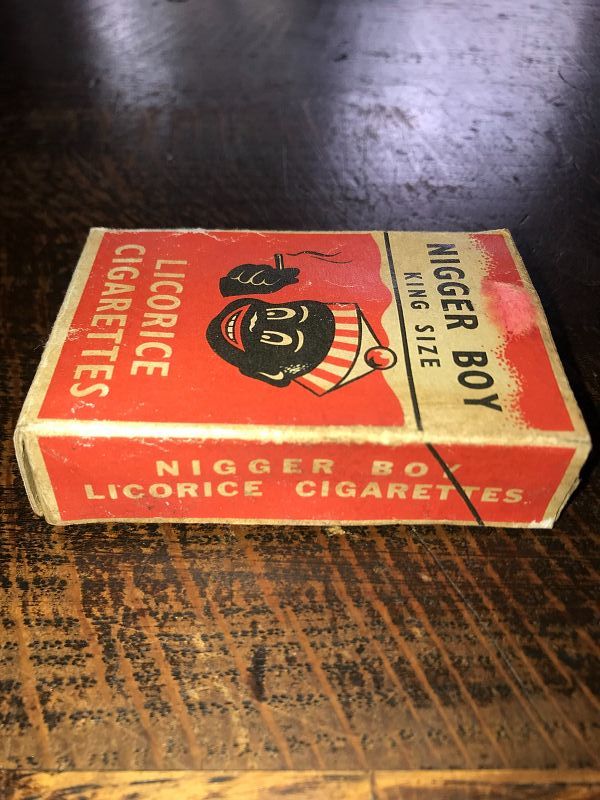 NIGGER BOY
KING SIZE
LICORICE
CIGARETTES
NIGGER BOY
LICORICE CIGARETTES